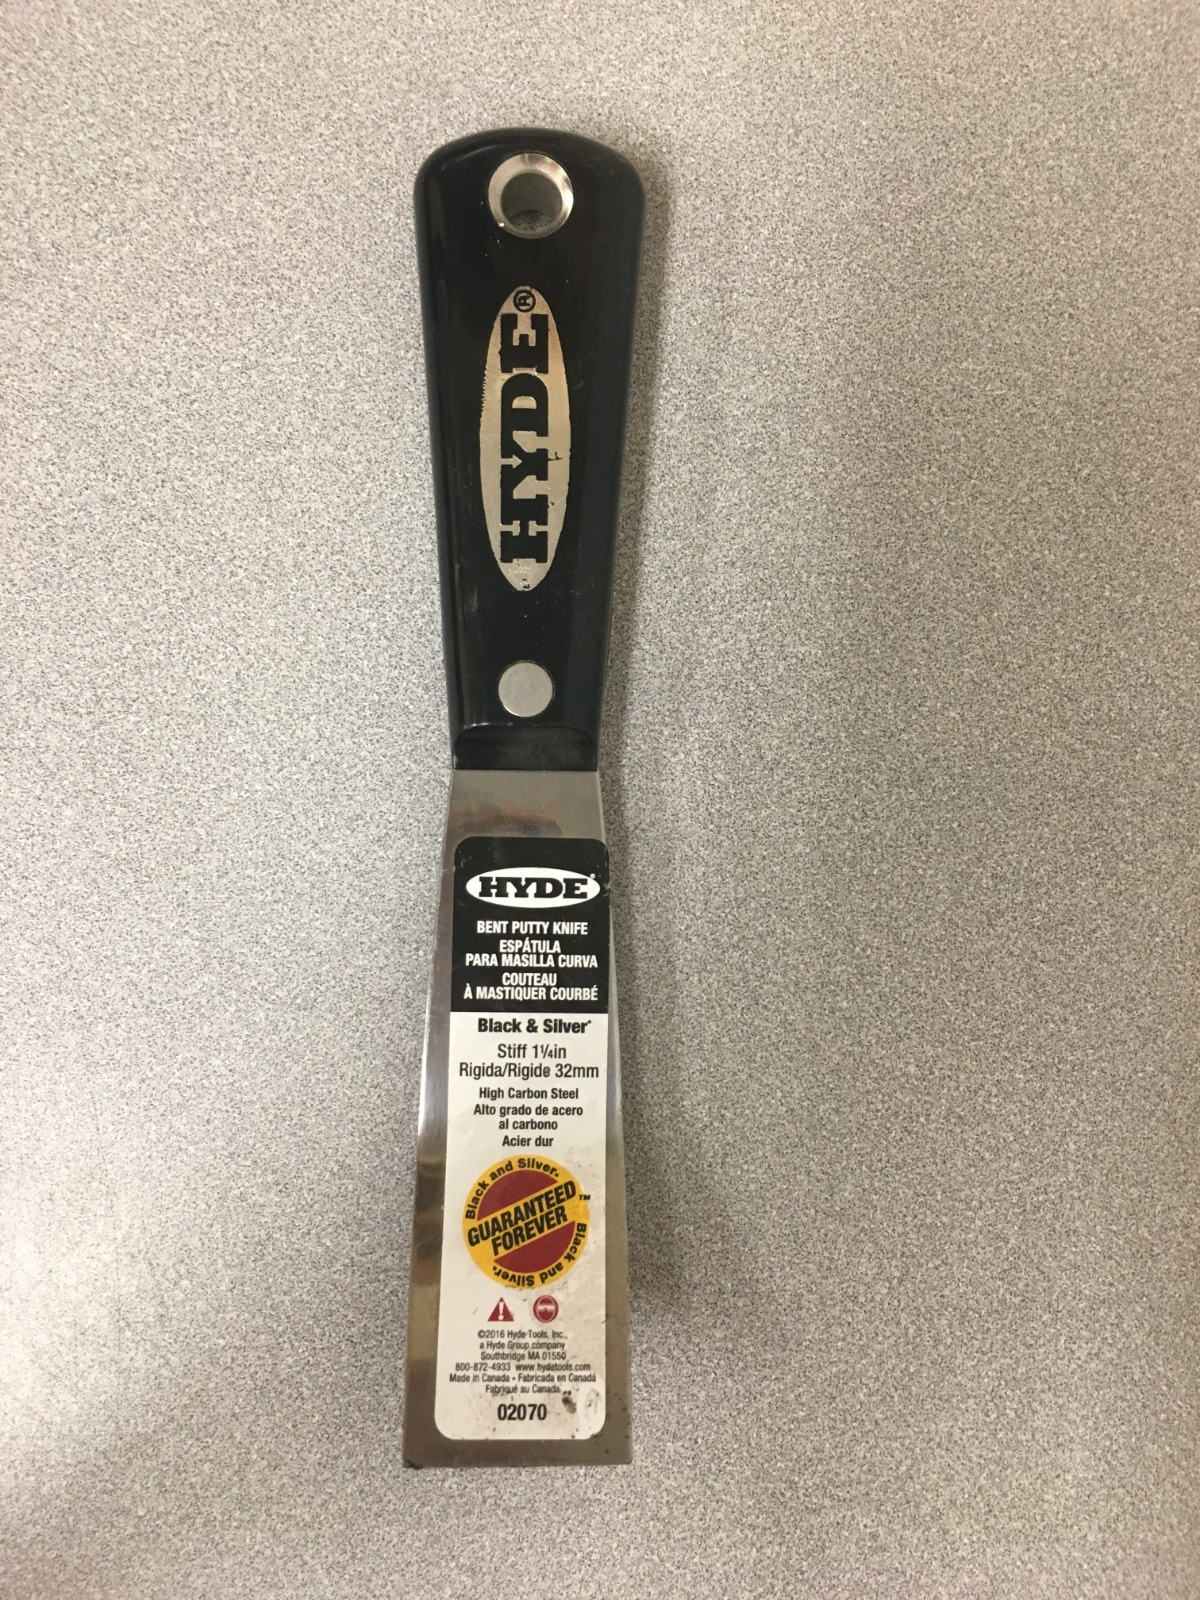 HYDE®
HYDE®
BENT PUTTY KNIFE
ESPÁTULA
PARA MASILLA CURVA
COUTEAU
À MASTIQUER COURBÉ
Black & Silver®
Stiff 1¼in
Rigida/Rigide 32mm
High Carbon Steel
Alto grado de acero
al carbono
Acier dur
Black and Silver®
GUARANTEED™
FOREVER
Black and Silver®
©2016 Hyde Tools, Inc.,
a Hyde Group company
Southbridge MA 01550
800-872-4933 www.hydetools.com
Made in Canada • Fabricada en Canadá
Fabriqué au Canada
02070